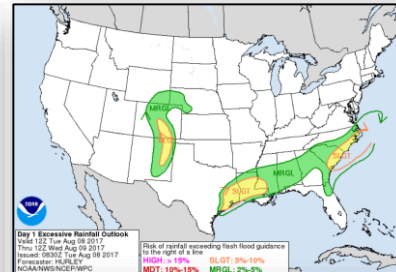 MRGL
SLGT
MRGL
SLGT
SLGT
NOAA
Day 1 Excessive Rainfall Outlook
Valid 12Z Tue Aug 08 2017
Thru 12Z Wed Aug 09 2017
Issued: 0830Z Tue Aug 08 2017
Forecaster: HURLEY
NOAA/NWS/NCEP/WPC
Risk of rainfall exceeding flash flood guidance
to the right of a line
HIGH: > 15% SLGT: 5%-10%
MDT: 10%-15% MRGL: 2%-5%